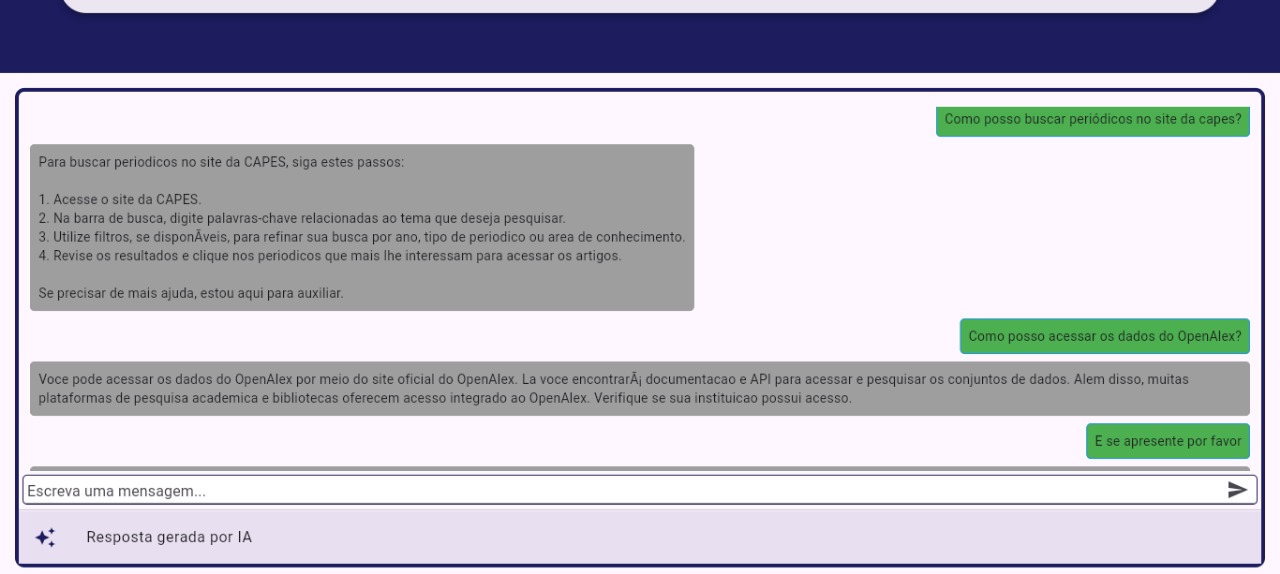 Como posso buscar periódicos no site da capes?
Para buscar periodicos no site da CAPES, siga estes passos:
1. Acesse o site da CAPES.
2. Na barra de busca, digite palavras-chave relacionadas ao tema que deseja pesquisar.
3. Utilize filtros, se disponÃveis, para refinar sua busca por ano, tipo de periodico ou area de conhecimento.
4. Revise os resultados e clique nos periodicos que mais lhe interessam para acessar os artigos.
Se precisar de mais ajuda, estou aqui para auxiliar.
Como posso acessar os dados do OpenAlex?
Voce pode acessar os dados do OpenAlex por meio do site oficial do OpenAlex. La voce encontrarÃ¡ documentacao e API para acessar e pesquisar os conjuntos de dados. Alem disso, muitas
plataformas de pesquisa academica e bibliotecas oferecem acesso integrado ao OpenAlex. Verifique se sua instituicao possui acesso.
E se apresente por favor
Escreva uma mensagem...
Resposta gerada por IA